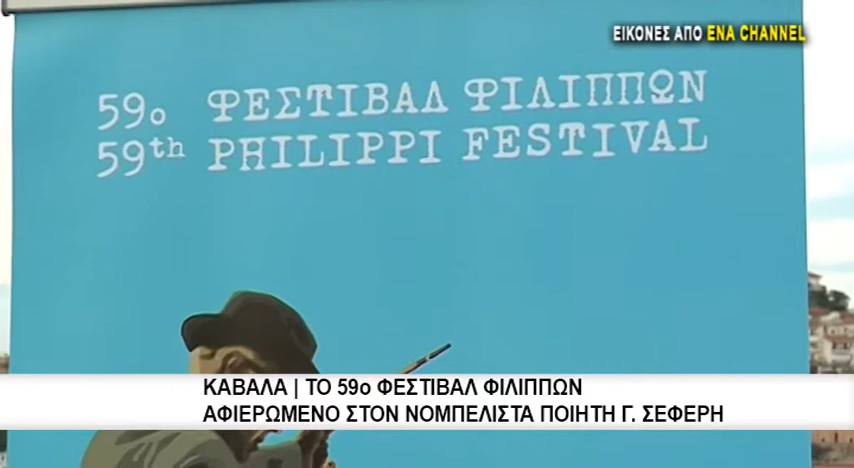 ΕΙΚΟΝΕΣ ΑΠΟ ΕΝΑ CHANNEL
59ο ΦΕΣΤΙΒΑΛ ΦΙΛΙΠΠΩΝ
59th PHILIPPI FESTIVAL
ΚΑΒΑΛΑ | ΤΟ 59ο ΦΕΣΤΙΒΑΛ ΦΙΛΙΠΠΩΝ
ΑΦΙΕΡΩΜΕΝΟ ΣΤΟΝ ΝΟΜΠΕΛΙΣΤΑ ΠΟΙΗΤΗ Γ. ΣΕΦΕΡΗ